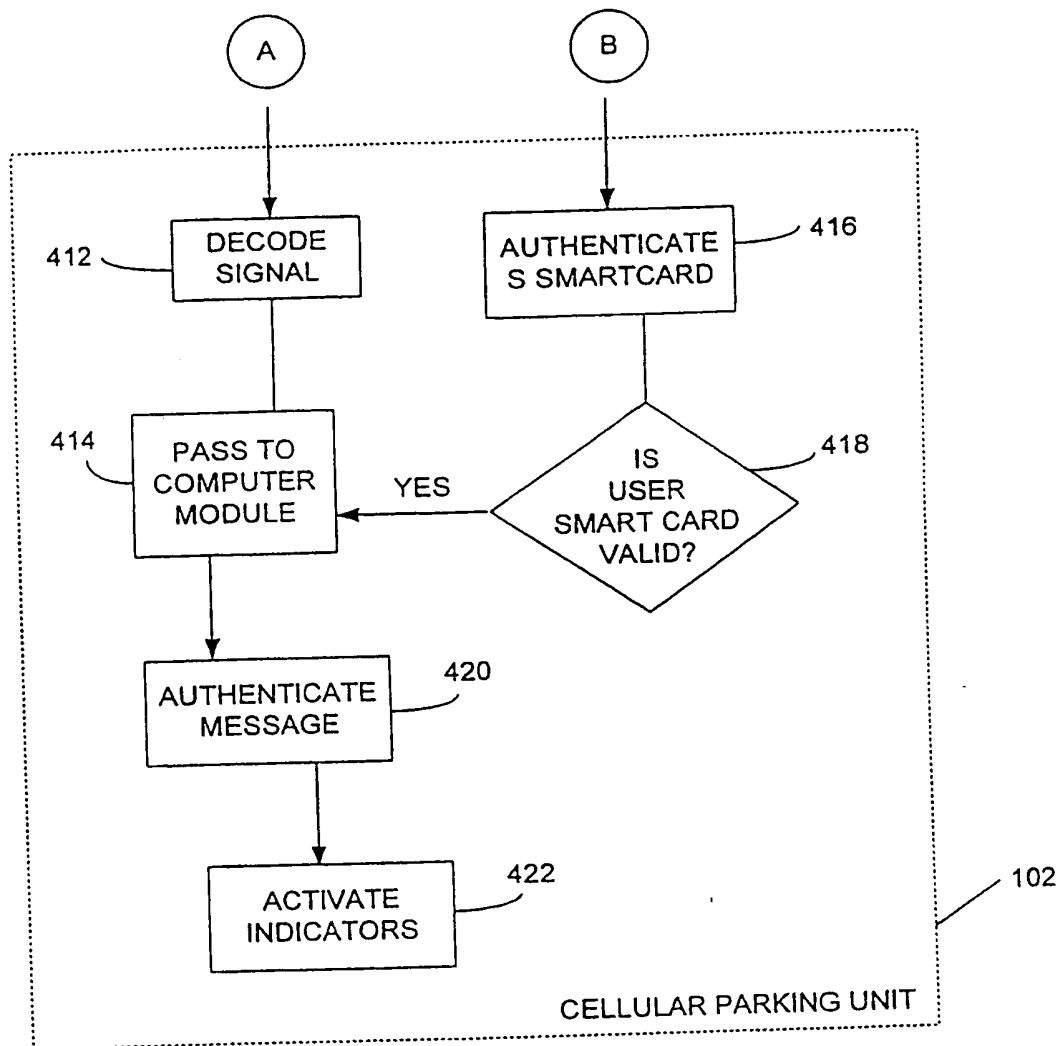 A
B
412
DECODE
SIGNAL
AUTHENTICATE
S SMARTCARD
416
414
PASS TO
COMPUTER
MODULE
YES
IS
USER
SMART CARD
VALID?
418
AUTHENTICATE
MESSAGE
420
ACTIVATE
INDICATORS
422
102
CELLULAR PARKING UNIT